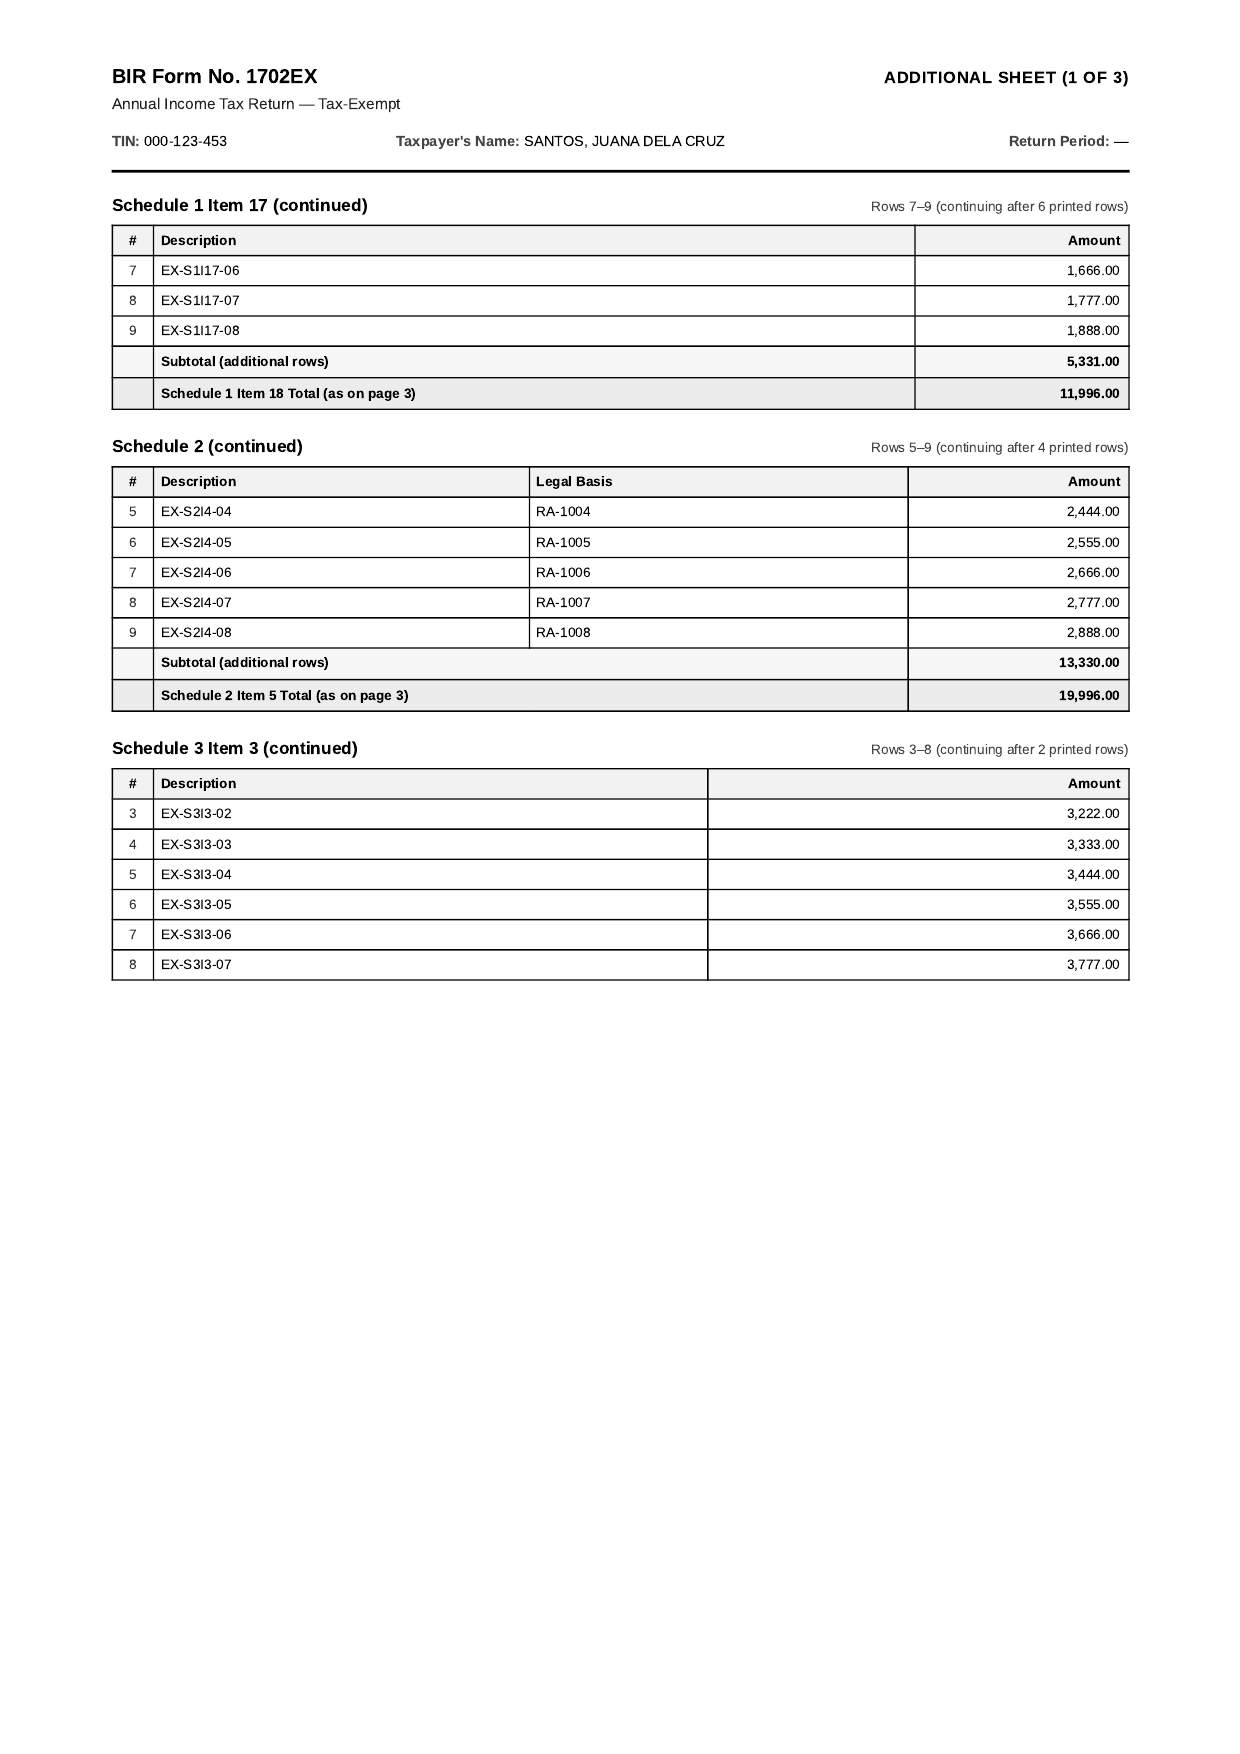 BIR Form No. 1702EX
ADDITIONAL SHEET (1 OF 3)
Annual Income Tax Return — Tax-Exempt
TIN: 000-123-453 Taxpayer's Name: SANTOS, JUANA DELA CRUZ Return Period: —
Schedule 1 Item 17 (continued) Rows 7–9 (continuing after 6 printed rows)
# Description Amount
7 EX-S1I17-06 1,666.00
8 EX-S1I17-07 1,777.00
9 EX-S1I17-08 1,888.00
Subtotal (additional rows) 5,331.00
Schedule 1 Item 18 Total (as on page 3) 11,996.00
Schedule 2 (continued) Rows 5–9 (continuing after 4 printed rows)
# Description Legal Basis Amount
5 EX-S2I4-04 RA-1004 2,444.00
6 EX-S2I4-05 RA-1005 2,555.00
7 EX-S2I4-06 RA-1006 2,666.00
8 EX-S2I4-07 RA-1007 2,777.00
9 EX-S2I4-08 RA-1008 2,888.00
Subtotal (additional rows) 13,330.00
Schedule 2 Item 5 Total (as on page 3) 19,996.00
Schedule 3 Item 3 (continued) Rows 3–8 (continuing after 2 printed rows)
# Description Amount
3 EX-S3I3-02 3,222.00
4 EX-S3I3-03 3,333.00
5 EX-S3I3-04 3,444.00
6 EX-S3I3-05 3,555.00
7 EX-S3I3-06 3,666.00
8 EX-S3I3-07 3,777.00